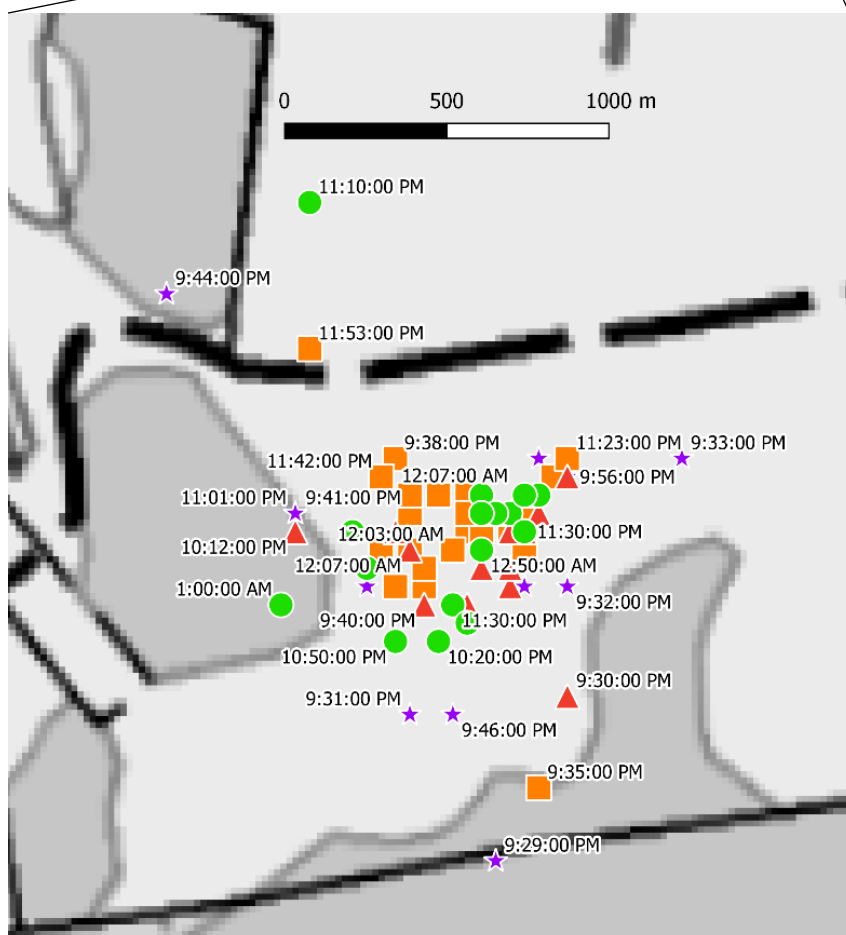 0 500 1000 m
11:10:00 PM
9:44:00 PM
11:53:00 PM
9:38:00 PM
11:23:00 PM
9:33:00 PM
11:42:00 PM
12:07:00 AM
9:56:00 PM
11:01:00 PM
9:41:00 PM
12:03:00 AM
11:30:00 PM
10:12:00 PM
12:07:00 AM
12:50:00 AM
1:00:00 AM
9:32:00 PM
9:40:00 PM
11:30:00 PM
10:50:00 PM
10:20:00 PM
9:30:00 PM
9:31:00 PM
9:46:00 PM
9:35:00 PM
9:29:00 PM